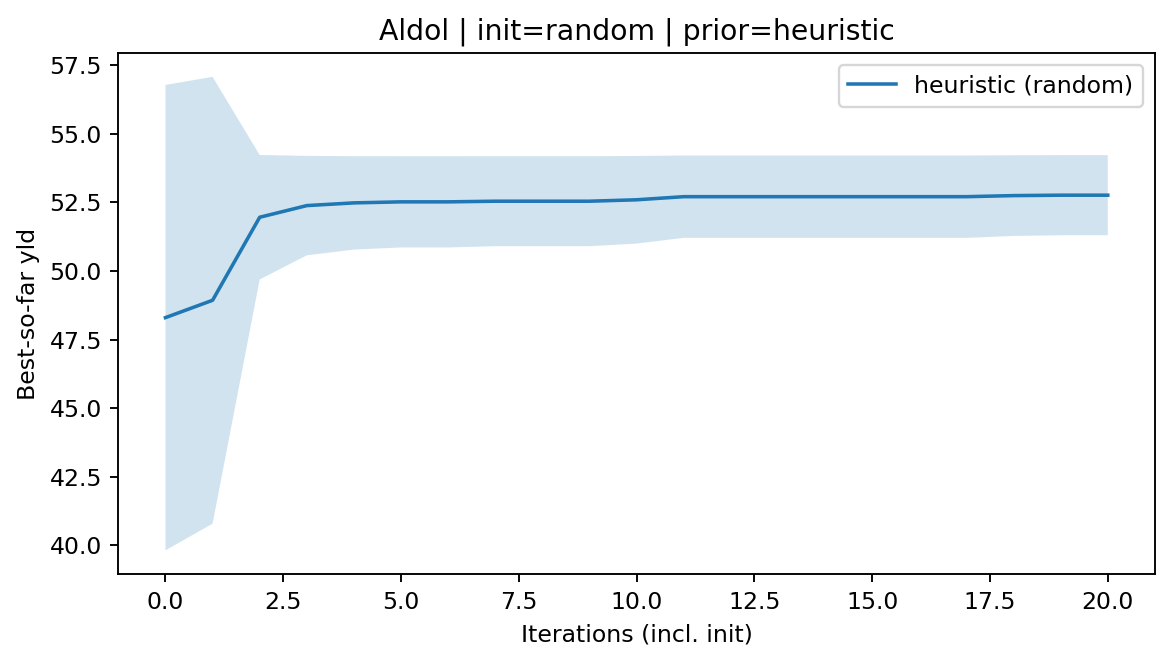 Aldol | init=random | prior=heuristic
heuristic (random)
Best-so-far yld
57.5
55.0
52.5
50.0
47.5
45.0
42.5
40.0
0.0 2.5 5.0 7.5 10.0 12.5 15.0 17.5 20.0
Iterations (incl. init)